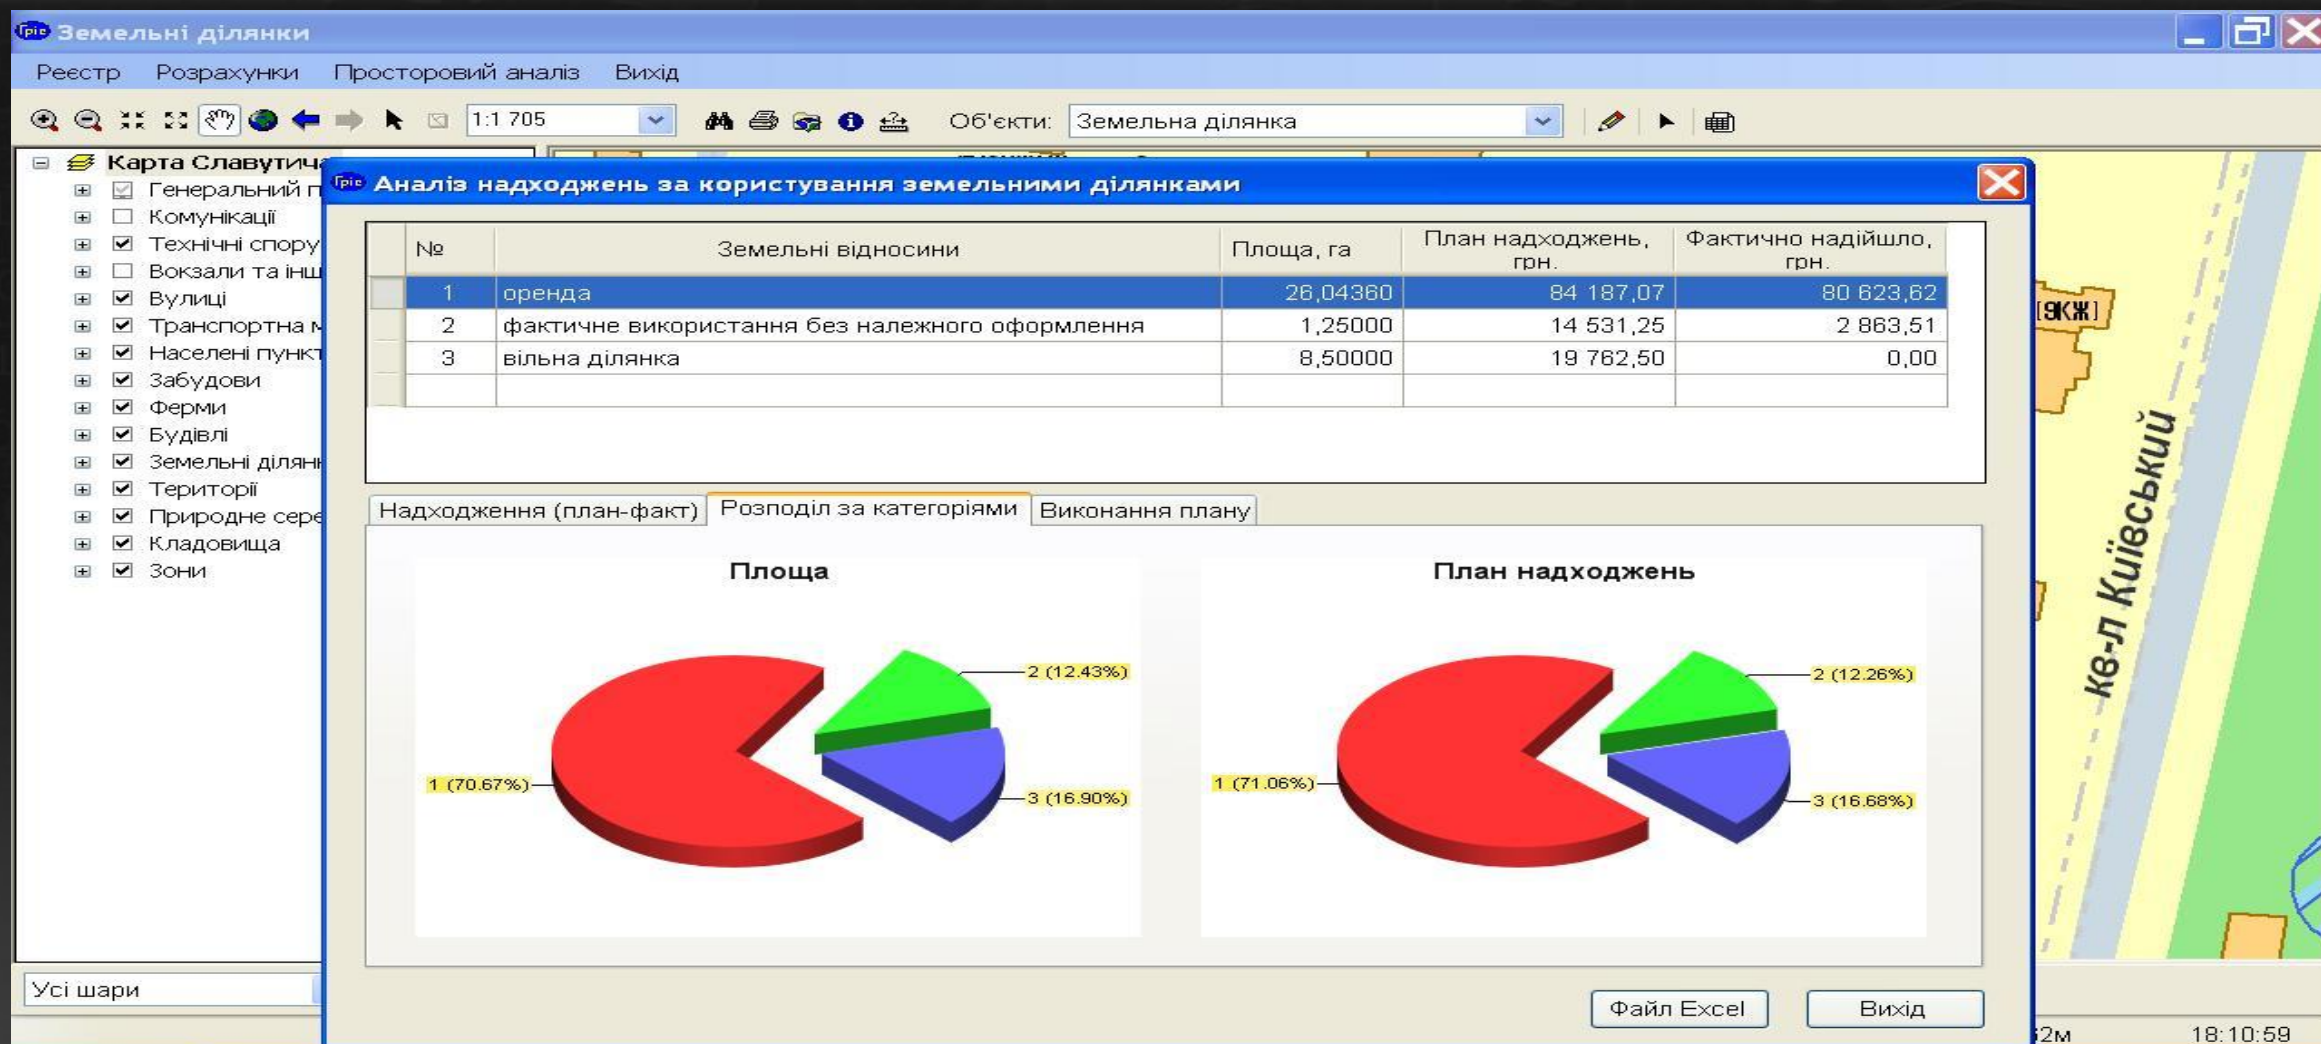 Земельні ділянки
Реєстр Розрахунки Просторовий аналіз Вихід
1:1 705 Об'єкти: Земельна ділянка
Карта Славутича
Генеральний п
Комунікації
Технічні спору
Вокзали та інш
Вулиці
Транспортна м
Населені пункт
Забудови
Ферми
Будівлі
Земельні ділян
Території
Природне сере
Кладовища
Зони
Усі шари
Аналіз надходжень за користування земельними ділянками
№ Земельні відносини Площа, га План надходжень, грн. Фактично надійшло, грн.
1 оренда 26,04360 84 187,07 80 623,62
2 фактичне використання без належного оформлення 1,25000 14 531,25 2 863,51
3 вільна ділянка 8,50000 19 762,50 0,00
Надходження (план-факт) Розподіл за категоріями Виконання плану
Площа
2 (12.43%)
1 (70.67%)
3 (16.90%)
План надходжень
2 (12.26%)
1 (71.06%)
3 (16.68%)
Файл Excel Вихід
[9КЖ]
кв-л Київський
2м 18:10:59